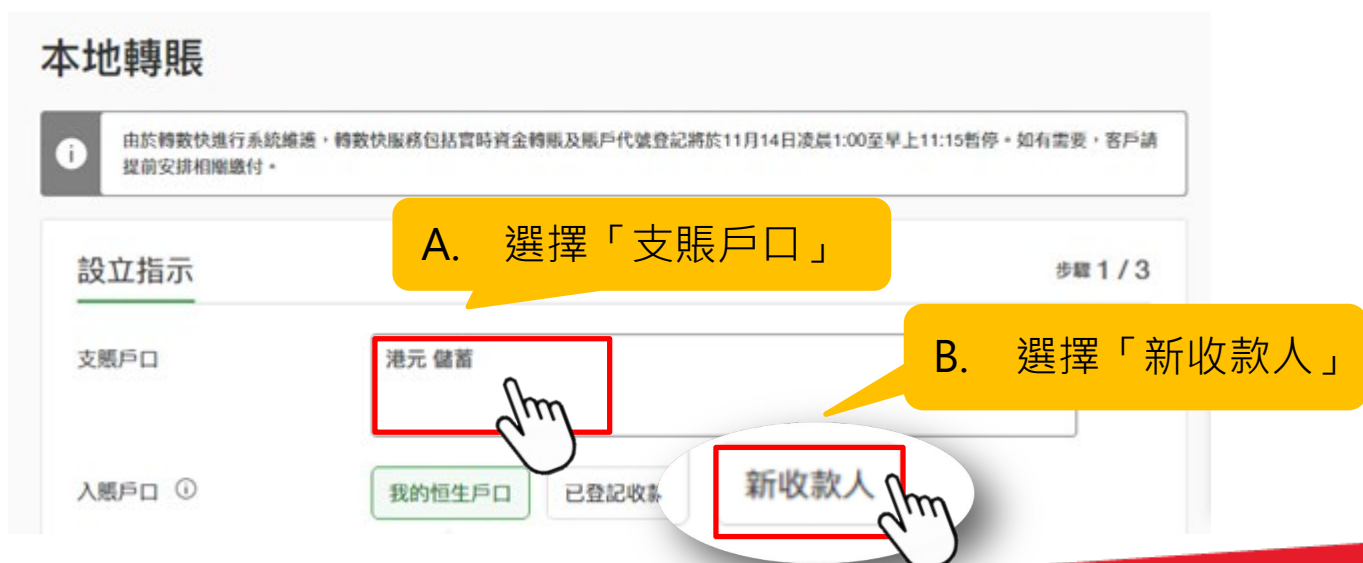 本地轉賬
由於轉數快進行系統維護，轉數快服務包括實時資金轉賬及賬戶代號登記將於11月14日凌晨1:00至早上11:15暫停。如有需要，客戶請
提前安排相關繳付。
A. 選擇「支賬戶口」
設立指示
步驟 1 / 3
支賬戶口
港元 儲蓄
B. 選擇「新收款人」
入賬戶口
我的恒生戶口
已登記收款
新收款人